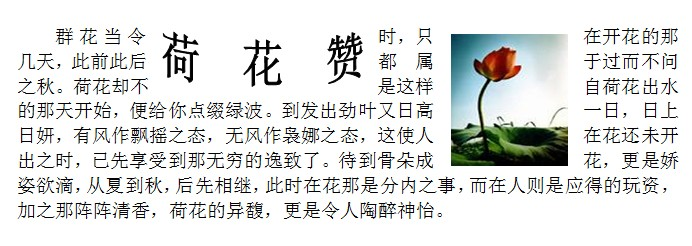 荷花赞
群花当令时，只在开花的那
几天，此前此后都属于过而不问
之秋。荷花却不是这样自荷花出水
的那天开始，便给你点缀绿波。到发出劲叶又日高一日，日上
日妍，有风作飘摇之态，无风作袅娜之态，这使人在花还未开
出之时，已先享受到那无穷的逸致了。待到骨朵成花，更是娇
姿欲滴，从夏到秋，后先相继，此时在花那是分内之事，而在人则是应得的玩资，
加之那阵阵清香，荷花的异馥，更是令人陶醉神怡。